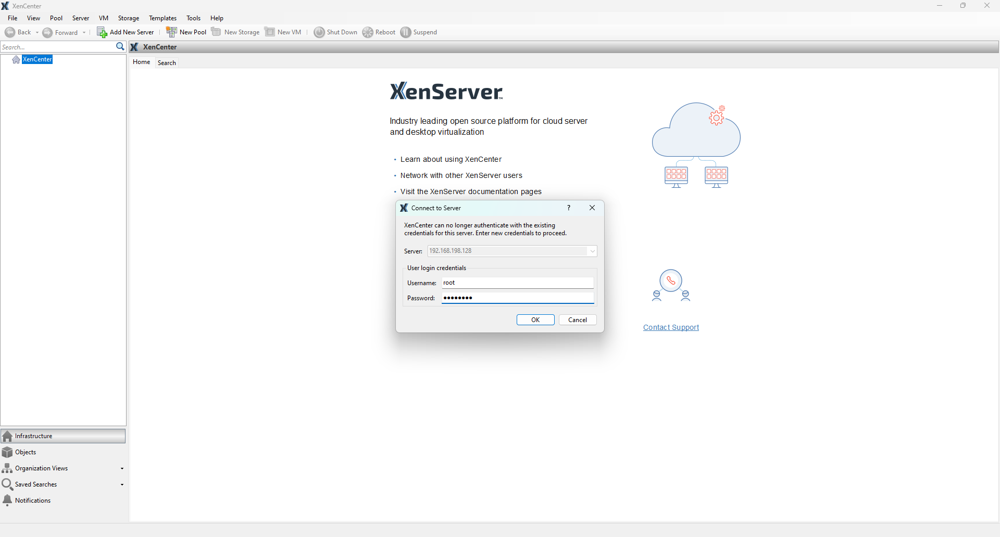 XenCenter
File View Pool Server VM Storage Templates Tools Help
Back Forward Add New Server New Pool New Storage New VM Shut Down Reboot Suspend
Search...
XenCenter
XenCenter
Home Search
XenServer™
Industry leading open source platform for cloud server
and desktop virtualization
• Learn about using XenCenter
• Network with other XenServer users
• Visit the XenServer documentation pages
Connect to Server ?
XenCenter can no longer authenticate with the existing
credentials for this server. Enter new credentials to proceed.
Server: 192.168.198.128
User login credentials
Username: root
Password: ●●●●●●●●
OK Cancel
Contact Support
Infrastructure
Objects
Organization Views
Saved Searches
Notifications